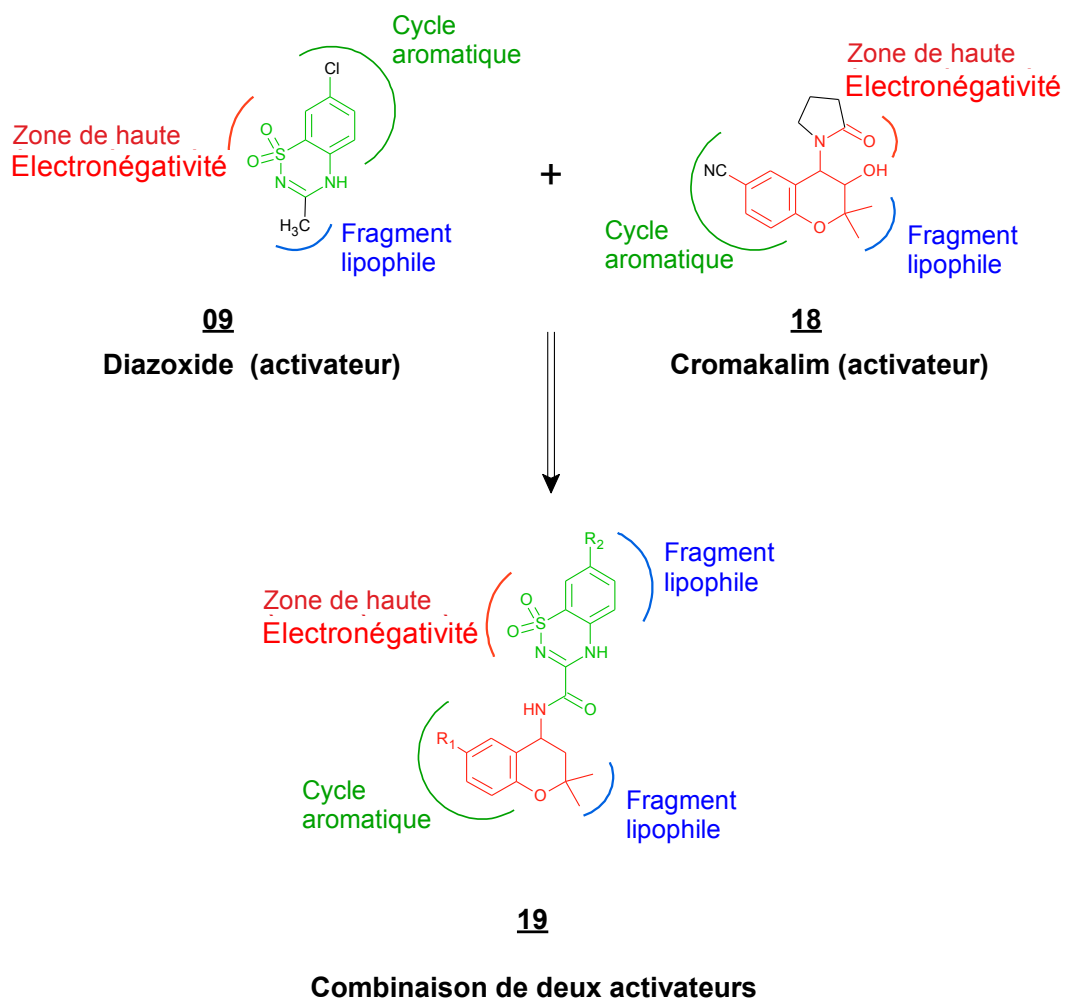 Cycle
aromatique
Cl
Zone de haute
Electronégativité
O
O
S
N
NH
H3C
Fragment
lipophile
+
Zone de haute
Electronégativité
N
O
NC
OH
O
Cycle
aromatique
Fragment
lipophile
09
Diazoxide (activateur)
18
Cromakalim (activateur)
R2
Fragment
lipophile
Zone de haute
Electronégativité
O
O
S
N
NH
HN
O
R1
O
Cycle
aromatique
Fragment
lipophile
19
Combinaison de deux activateurs